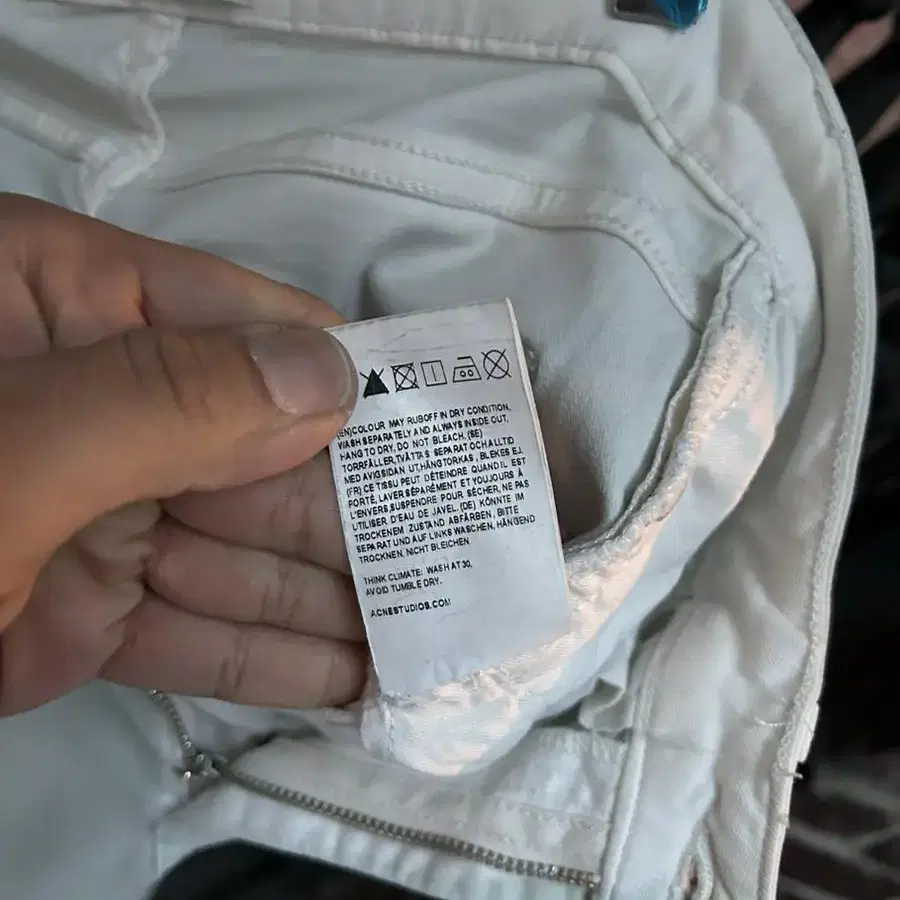 (EN)COLOUR MAY RUBOFF IN DRY CONDITION,
WASH SEPARATELY AND ALWAYS INSIDE OUT,
HANG TO DRY, DO NOT BLEACH. (SE)
TORRFÄLLER,TVÄTTA SEPARAT OCH ALLTID
MED AVIGSIDAN UT,HÄNGTORKAS , BLEKES EJ.
(FR) CE TISSU PEUT DÉTEINDRE QUAND IL EST
PORTÉ, LAVER SÉPARÉMENT ET TOUJOURS À
L'ENVERS,SUSPENDRE POUR SÉCHER, NE PAS
UTILISER D'EAU DE JAVEL. (DE) KÖNNTE IM
TROCKENEM ZUSTAND ABFÄRBEN , BITTE
SEPARAT UND AUF LINKS WASCHEN, HÄNGEND
TROCKNEN, NICHT BLEICHEN.
THINK CLIMATE: WASH AT 30,
AVOID TUMBLE DRY.
ACNESTUDIOS.COM